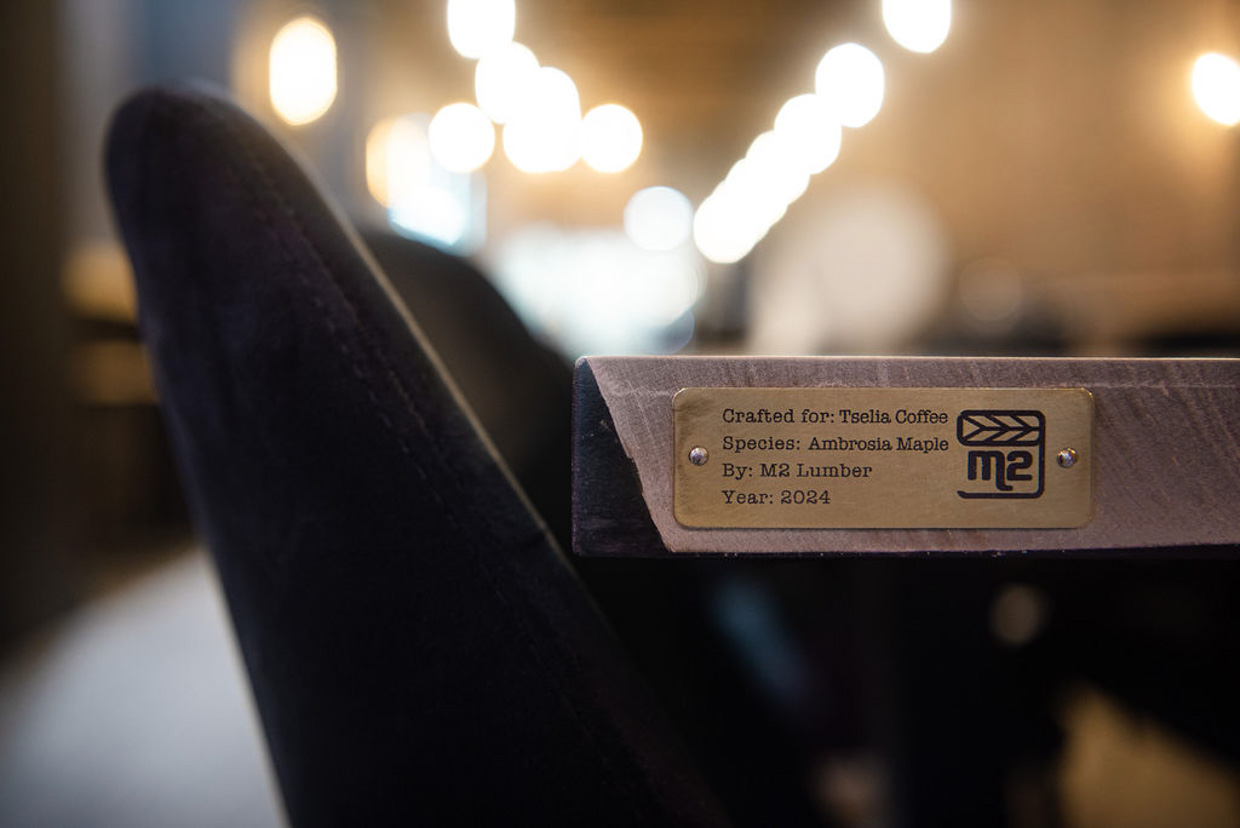 Crafted for: Tselia Coffee
Species: Ambrosia Maple
By: M2 Lumber
Year: 2024
m2